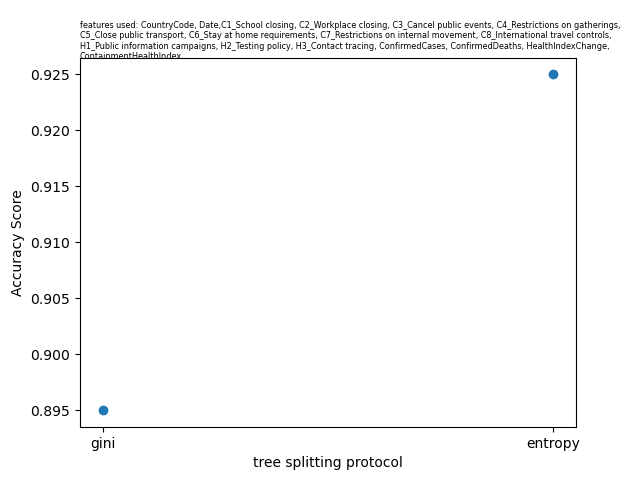 features used: CountryCode, Date,C1_School closing, C2_Workplace closing, C3_Cancel public events, C4_Restrictions on gatherings,
C5_Close public transport, C6_Stay at home requirements, C7_Restrictions on internal movement, C8_International travel controls,
H1_Public information campaigns, H2_Testing policy, H3_Contact tracing, ConfirmedCases, ConfirmedDeaths, HealthIndexChange,
ContainmentHealthIndex
0.925
0.920
0.915
0.910
0.905
0.900
0.895
Accuracy Score
gini entropy
tree splitting protocol